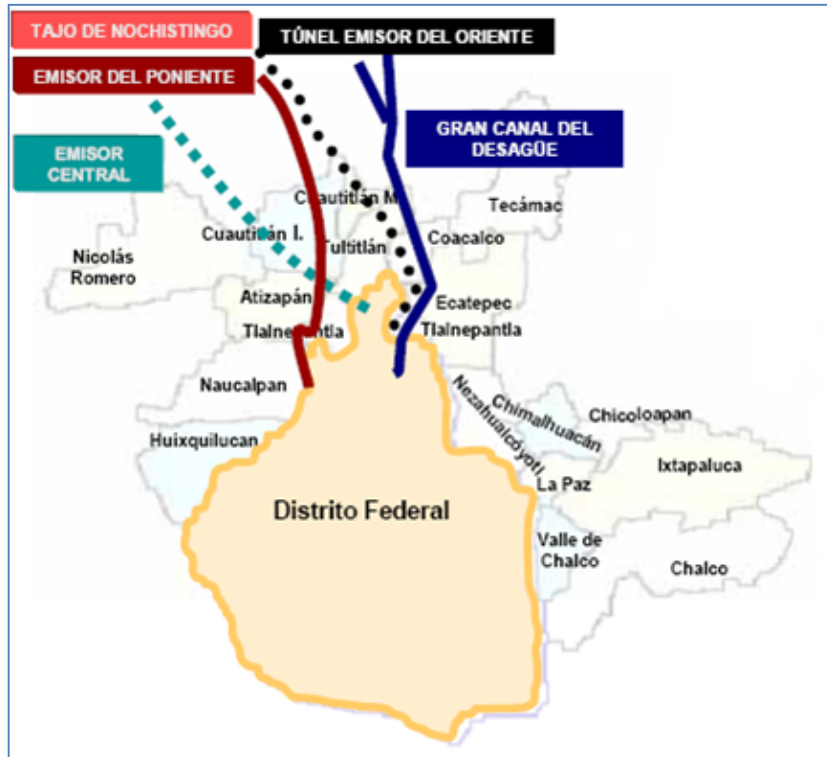 TAJO DE NOCHISTINGO
TÚNEL EMISOR DEL ORIENTE
EMISOR DEL PONIENTE
GRAN CANAL DEL
DESAGÜE
EMISOR
CENTRAL
Cuautitlán M.
Tecámac
Cuautitlán I.
Tultitlán
Coacalco
Nicolás
Romero
Atizapán
Ecatepec
Tlalnepantla
Tlalnepantla
Naucalpan
Nezahualcóyotl
Chimalhuacán
Chicoloapan
Huixquilucan
Ixtapaluca
La Paz
Distrito Federal
Valle de
Chalco
Chalco